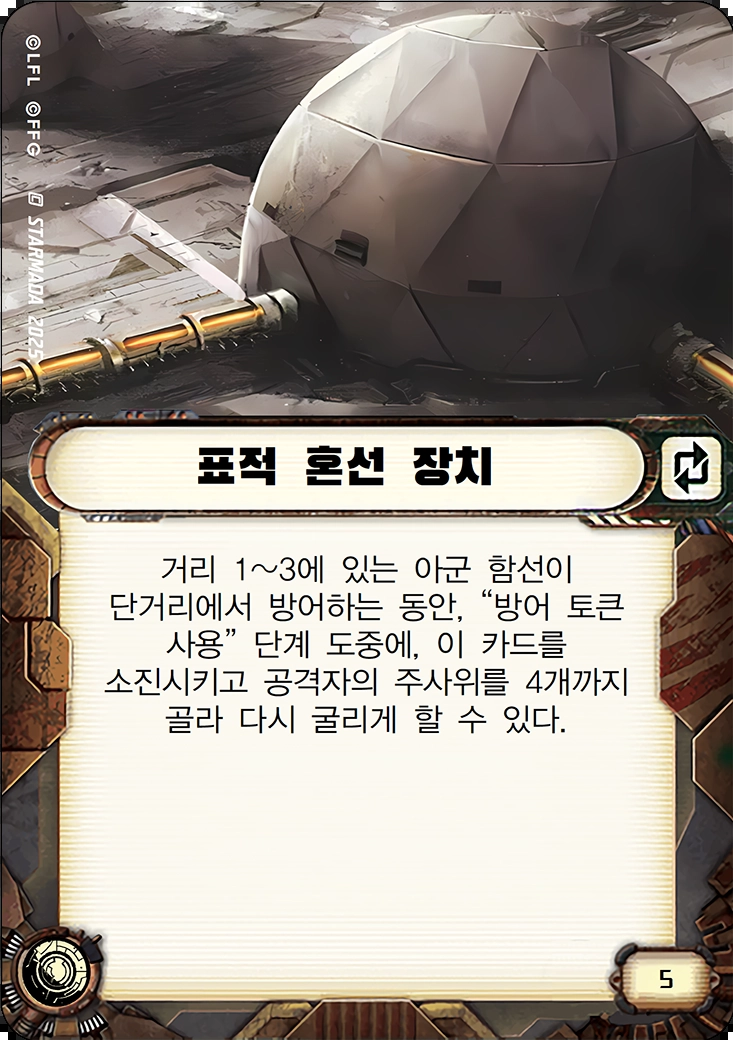 ©LFL ©FFG STARMADA 2025
표적 혼선 장치
거리 1~3에 있는 아군 함선이
단거리에서 방어하는 동안, “방어 토큰
사용” 단계 도중에, 이 카드를
소진시키고 공격자의 주사위를 4개까지
골라 다시 굴리게 할 수 있다.
5